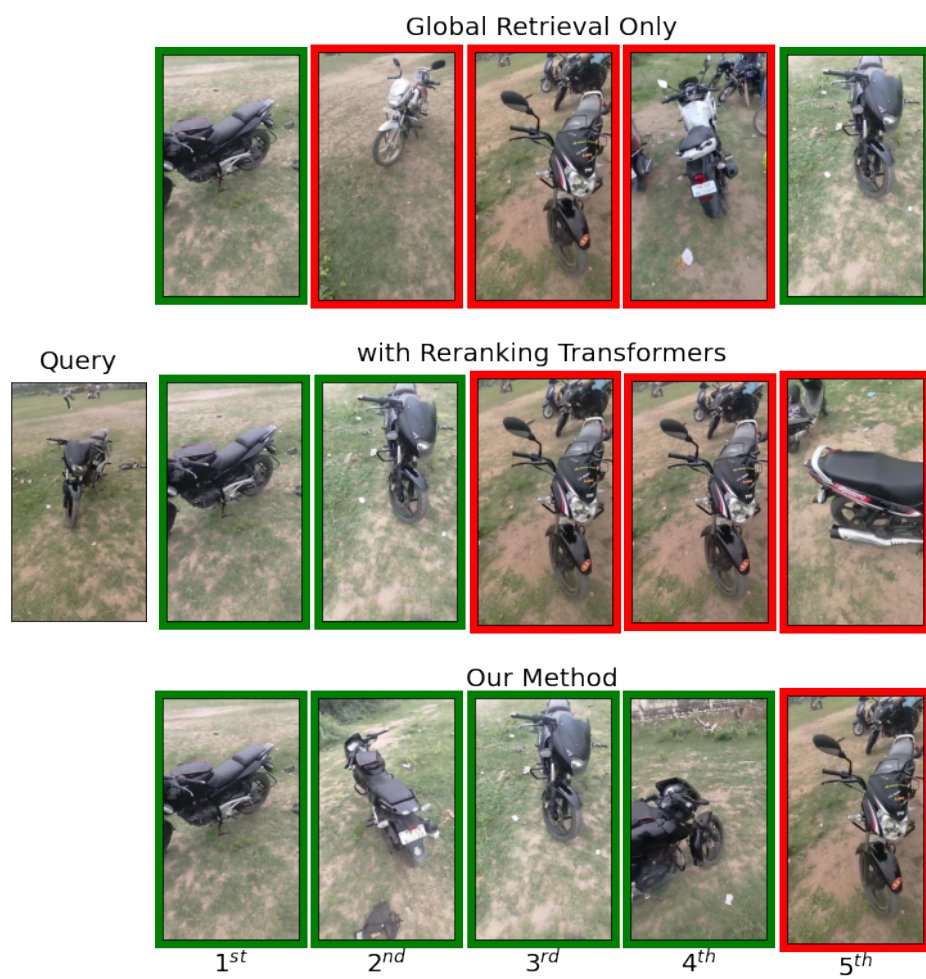 Global Retrieval Only
Query
with Reranking Transformers
Our Method
1st 2nd 3rd 4th 5th